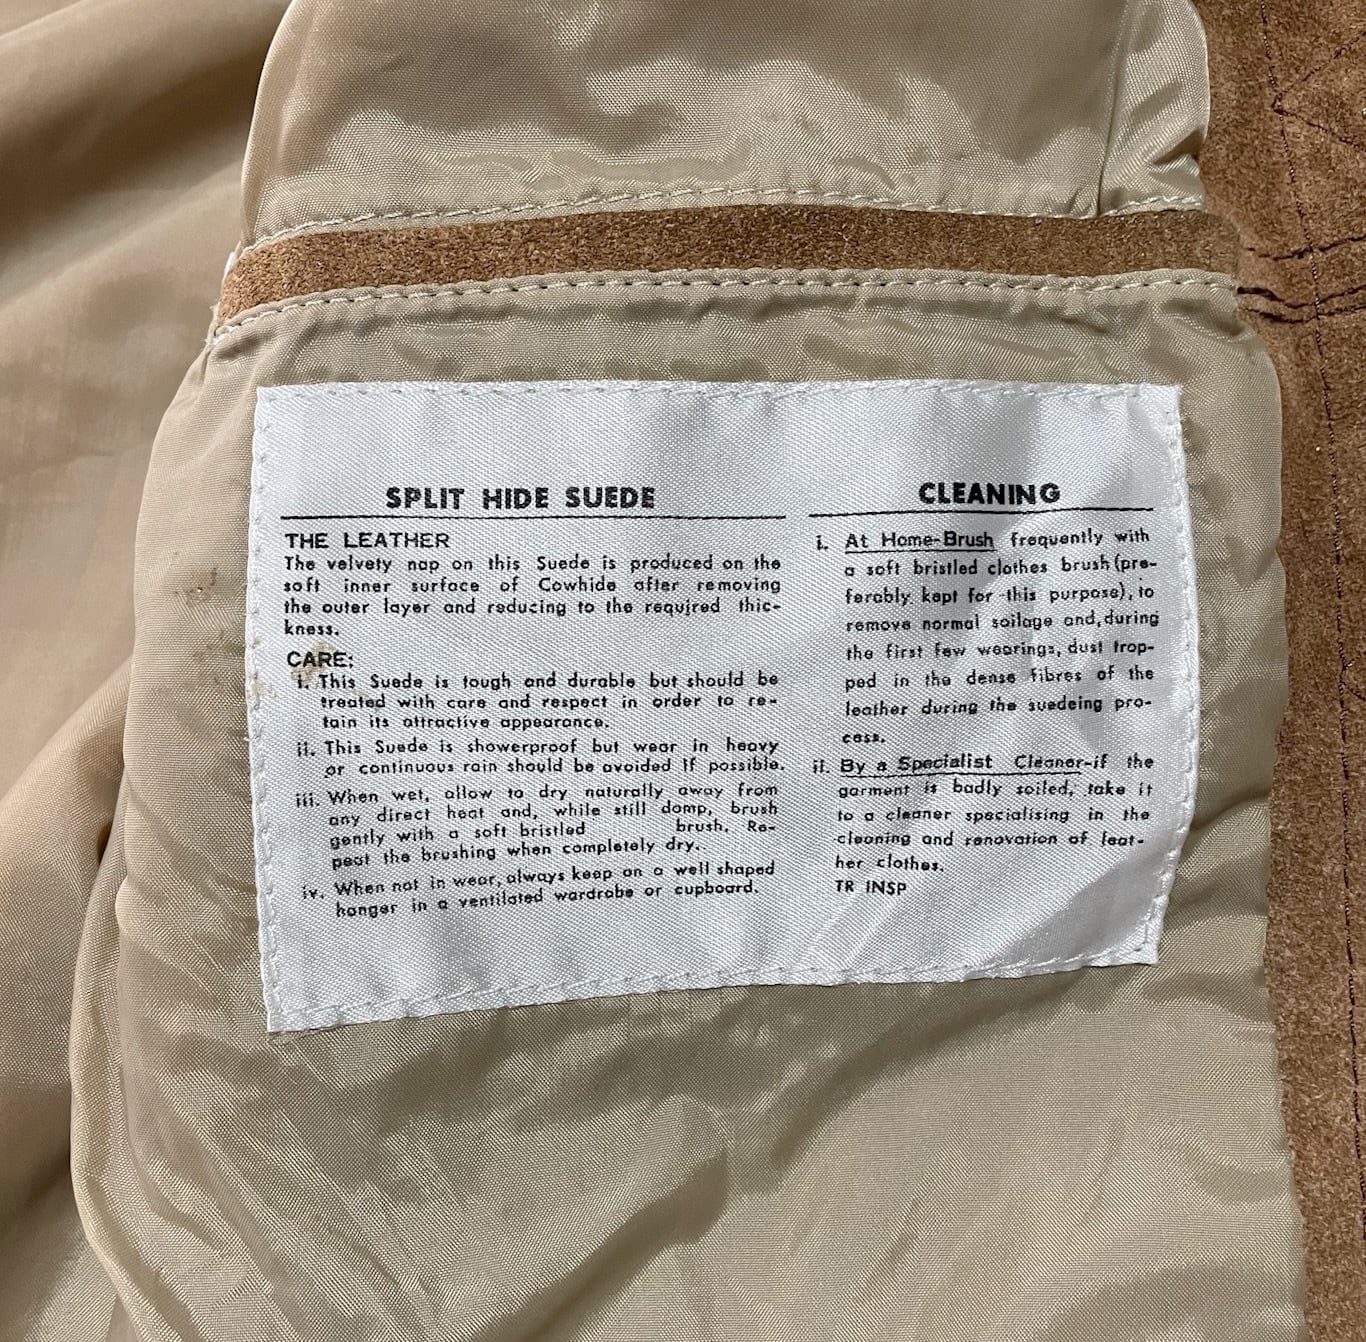 SPLIT HIDE SUEDE
THE LEATHER
The velvety nap on this Suede is produced on the
soft inner surface of Cowhide after removing
the outer layer and reducing to the required thic-
kness.
CARE:
i. This Suede is tough and durable but should be
treated with care and respect in order to re-
tain its attractive appearance.
ii. This Suede is showerproof but wear in heavy
or continuous rain should be avoided if possible.
iii. When wet, allow to dry naturally away from
any direct heat and, while still damp, brush
gently with a soft bristled brush. Re-
peat the brushing when completely dry.
iv. When not in wear, always keep on a well shaped
hanger in a ventilated wardrobe or cupboard.
CLEANING
i. At Home-Brush frequently with
a soft bristled clothes brush (pre-
ferably kept for this purpose), to
remove normal soilage and, during
the first few wearings, dust trop-
ped in the dense fibres of the
leather during the suedeing pro-
cess.
ii. By a Specialist Cleaner-if the
garment is badly soiled, take it
to a cleaner specialising in the
cleaning and renovation of leat-
her clothes.
TR INSP